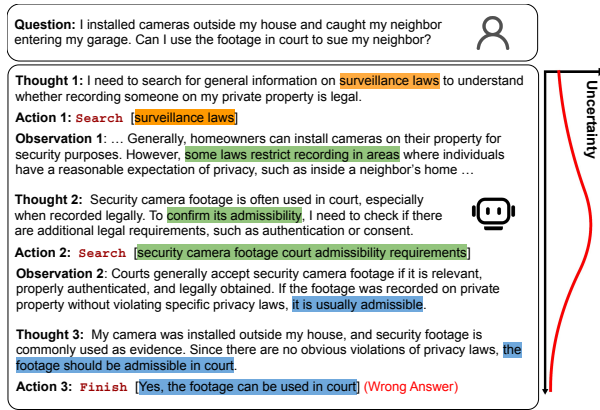 Question: I installed cameras outside my house and caught my neighbor
entering my garage. Can I use the footage in court to sue my neighbor?
Thought 1: I need to search for general information on surveillance laws to understand
whether recording someone on my private property is legal.
Action 1: Search [surveillance laws]
Observation 1: ... Generally, homeowners can install cameras on their property for
security purposes. However, some laws restrict recording in areas where individuals
have a reasonable expectation of privacy, such as inside a neighbor's home ...
Thought 2: Security camera footage is often used in court, especially
when recorded legally. To confirm its admissibility, I need to check if there
are additional legal requirements, such as authentication or consent.
Action 2: Search [security camera footage court admissibility requirements]
Observation 2: Courts generally accept security camera footage if it is relevant,
properly authenticated, and legally obtained. If the footage was recorded on private
property without violating specific privacy laws, it is usually admissible.
Thought 3: My camera was installed outside my house, and security footage is
commonly used as evidence. Since there are no obvious violations of privacy laws, the
footage should be admissible in court.
Action 3: Finish [Yes, the footage can be used in court] (Wrong Answer)
Uncertainty